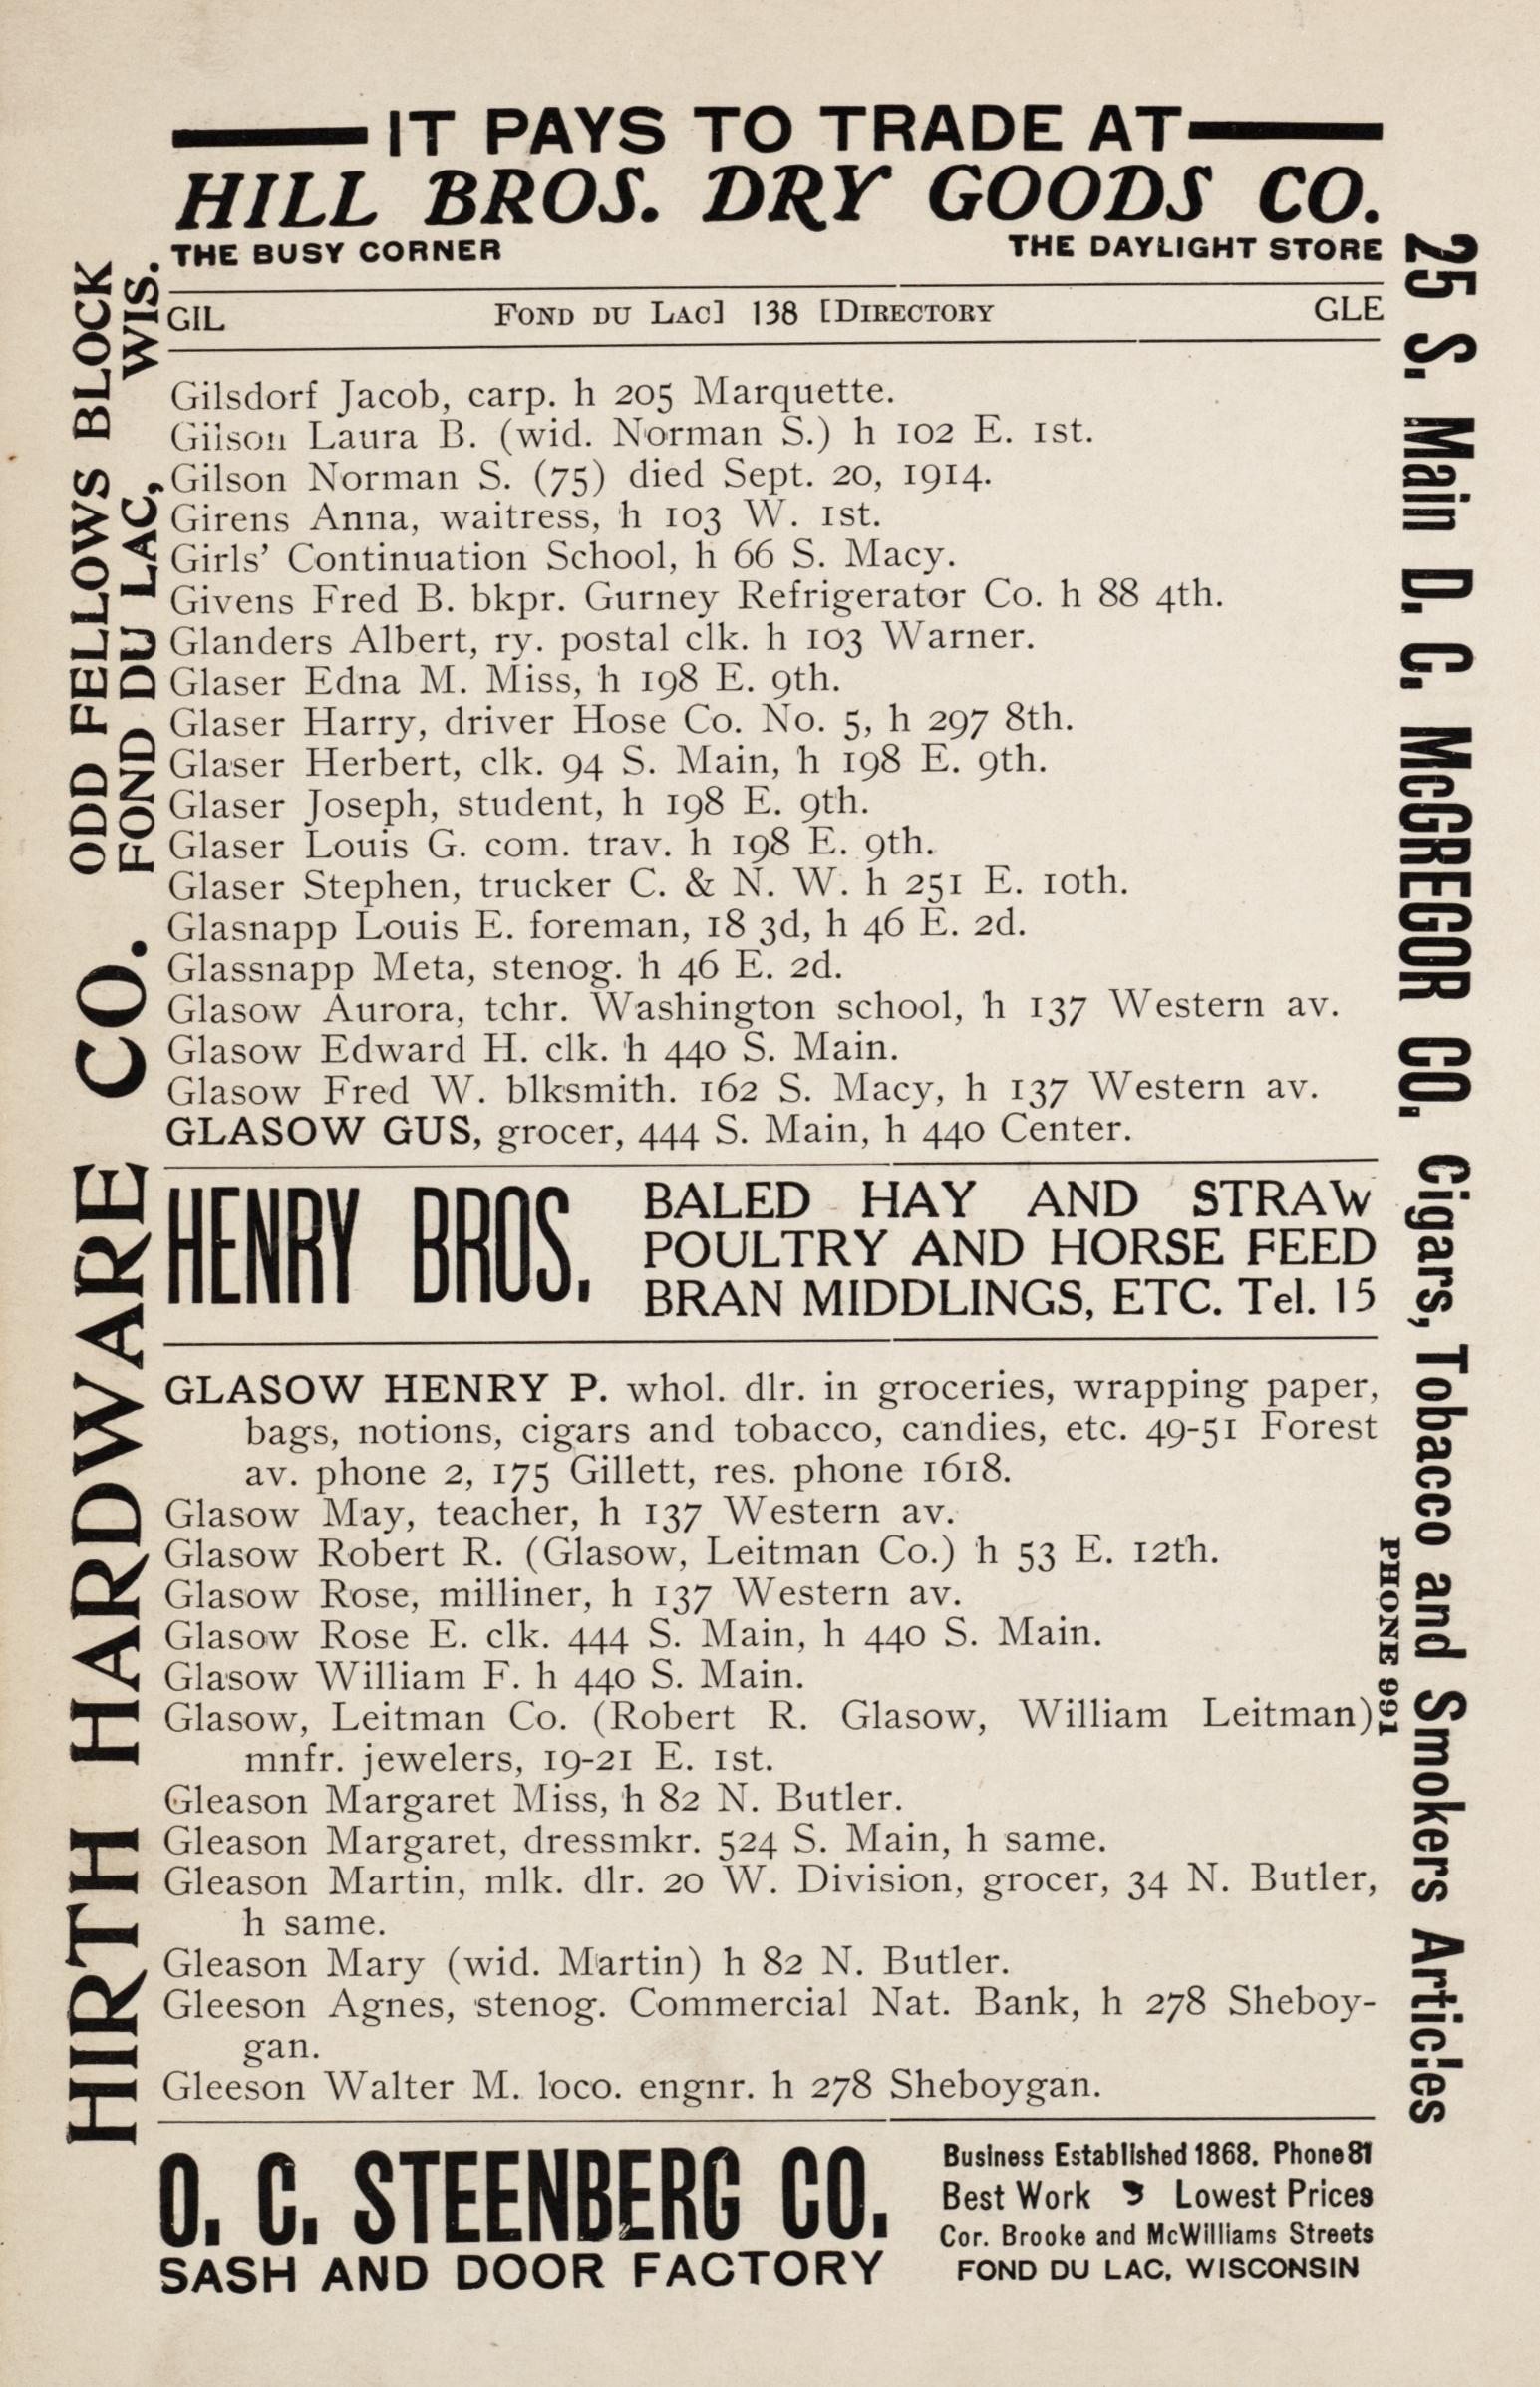 IT PAYS TO TRADE AT
HILL BROS. DRY GOODS CO.
THE BUSY CORNER THE DAYLIGHT STORE
GIL FOND DU LAC] 138 [DIRECTORY GLE
Gilsdorf Jacob, carp. h 205 Marquette.
Gilson Laura B. (wid. Norman S.) h 102 E. 1st.
Gilson Norman S. (75) died Sept. 20, 1914.
Girens Anna, waitress, h 103 W. 1st.
Girls' Continuation School, h 66 S. Macy.
Givens Fred B. bkpr. Gurney Refrigerator Co. h 88 4th.
Glanders Albert, ry. postal clk. h 103 Warner.
Glaser Edna M. Miss, h 198 E. 9th.
Glaser Harry, driver Hose Co. No. 5, h 297 8th.
Glaser Herbert, clk. 94 S. Main, h 198 E. 9th.
Glaser Joseph, student, h 198 E. 9th.
Glaser Louis G. com. trav. h 198 E. 9th.
Glaser Stephen, trucker C. & N. W. h 251 E. 10th.
Glasnapp Louis E. foreman, 18 3d, h 46 E. 2d.
Glassnapp Meta, stenog. h 46 E. 2d.
Glasow Aurora, tchr. Washington school, h 137 Western av.
Glasow Edward H. clk. h 440 S. Main.
Glasow Fred W. blksmith. 162 S. Macy, h 137 Western av.
GLASOW GUS, grocer, 444 S. Main, h 440 Center.
HENRY BROS.
BALED HAY AND STRAW
POULTRY AND HORSE FEED
BRAN MIDDLINGS, ETC. Tel. 15
GLASOW HENRY P. whol. dlr. in groceries, wrapping paper,
bags, notions, cigars and tobacco, candies, etc. 49-51 Forest
av. phone 2, 175 Gillett, res. phone 1618.
Glasow May, teacher, h 137 Western av.
Glasow Robert R. (Glasow, Leitman Co.) h 53 E. 12th.
Glasow Rose, milliner, h 137 Western av.
Glasow Rose E. clk. 444 S. Main, h 440 S. Main.
Glasow William F. h 440 S. Main.
Glasow, Leitman Co. (Robert R. Glasow, William Leitman)
mnfr. jewelers, 19-21 E. 1st.
Gleason Margaret Miss, h 82 N. Butler.
Gleason Margaret, dressmkr. 524 S. Main, h same.
Gleason Martin, mlk. dlr. 20 W. Division, grocer, 34 N. Butler,
h same.
Gleason Mary (wid. Martin) h 82 N. Butler.
Gleeson Agnes, stenog. Commercial Nat. Bank, h 278 Sheboy-
gan.
Gleeson Walter M. loco. engnr. h 278 Sheboygan.
O. C. STEENBERG CO.
SASH AND DOOR FACTORY
Business Established 1868. Phone 81
Best Work Lowest Prices
Cor. Brooke and McWilliams Streets
FOND DU LAC, WISCONSIN
HIRTH HARDWARE CO.
ODD FELLOWS BLOCK
FOND DU LAC, WIS.
25 S. Main D. C. McGREGOR CO. Cigars, Tobacco and Smokers Articles
PHONE 991